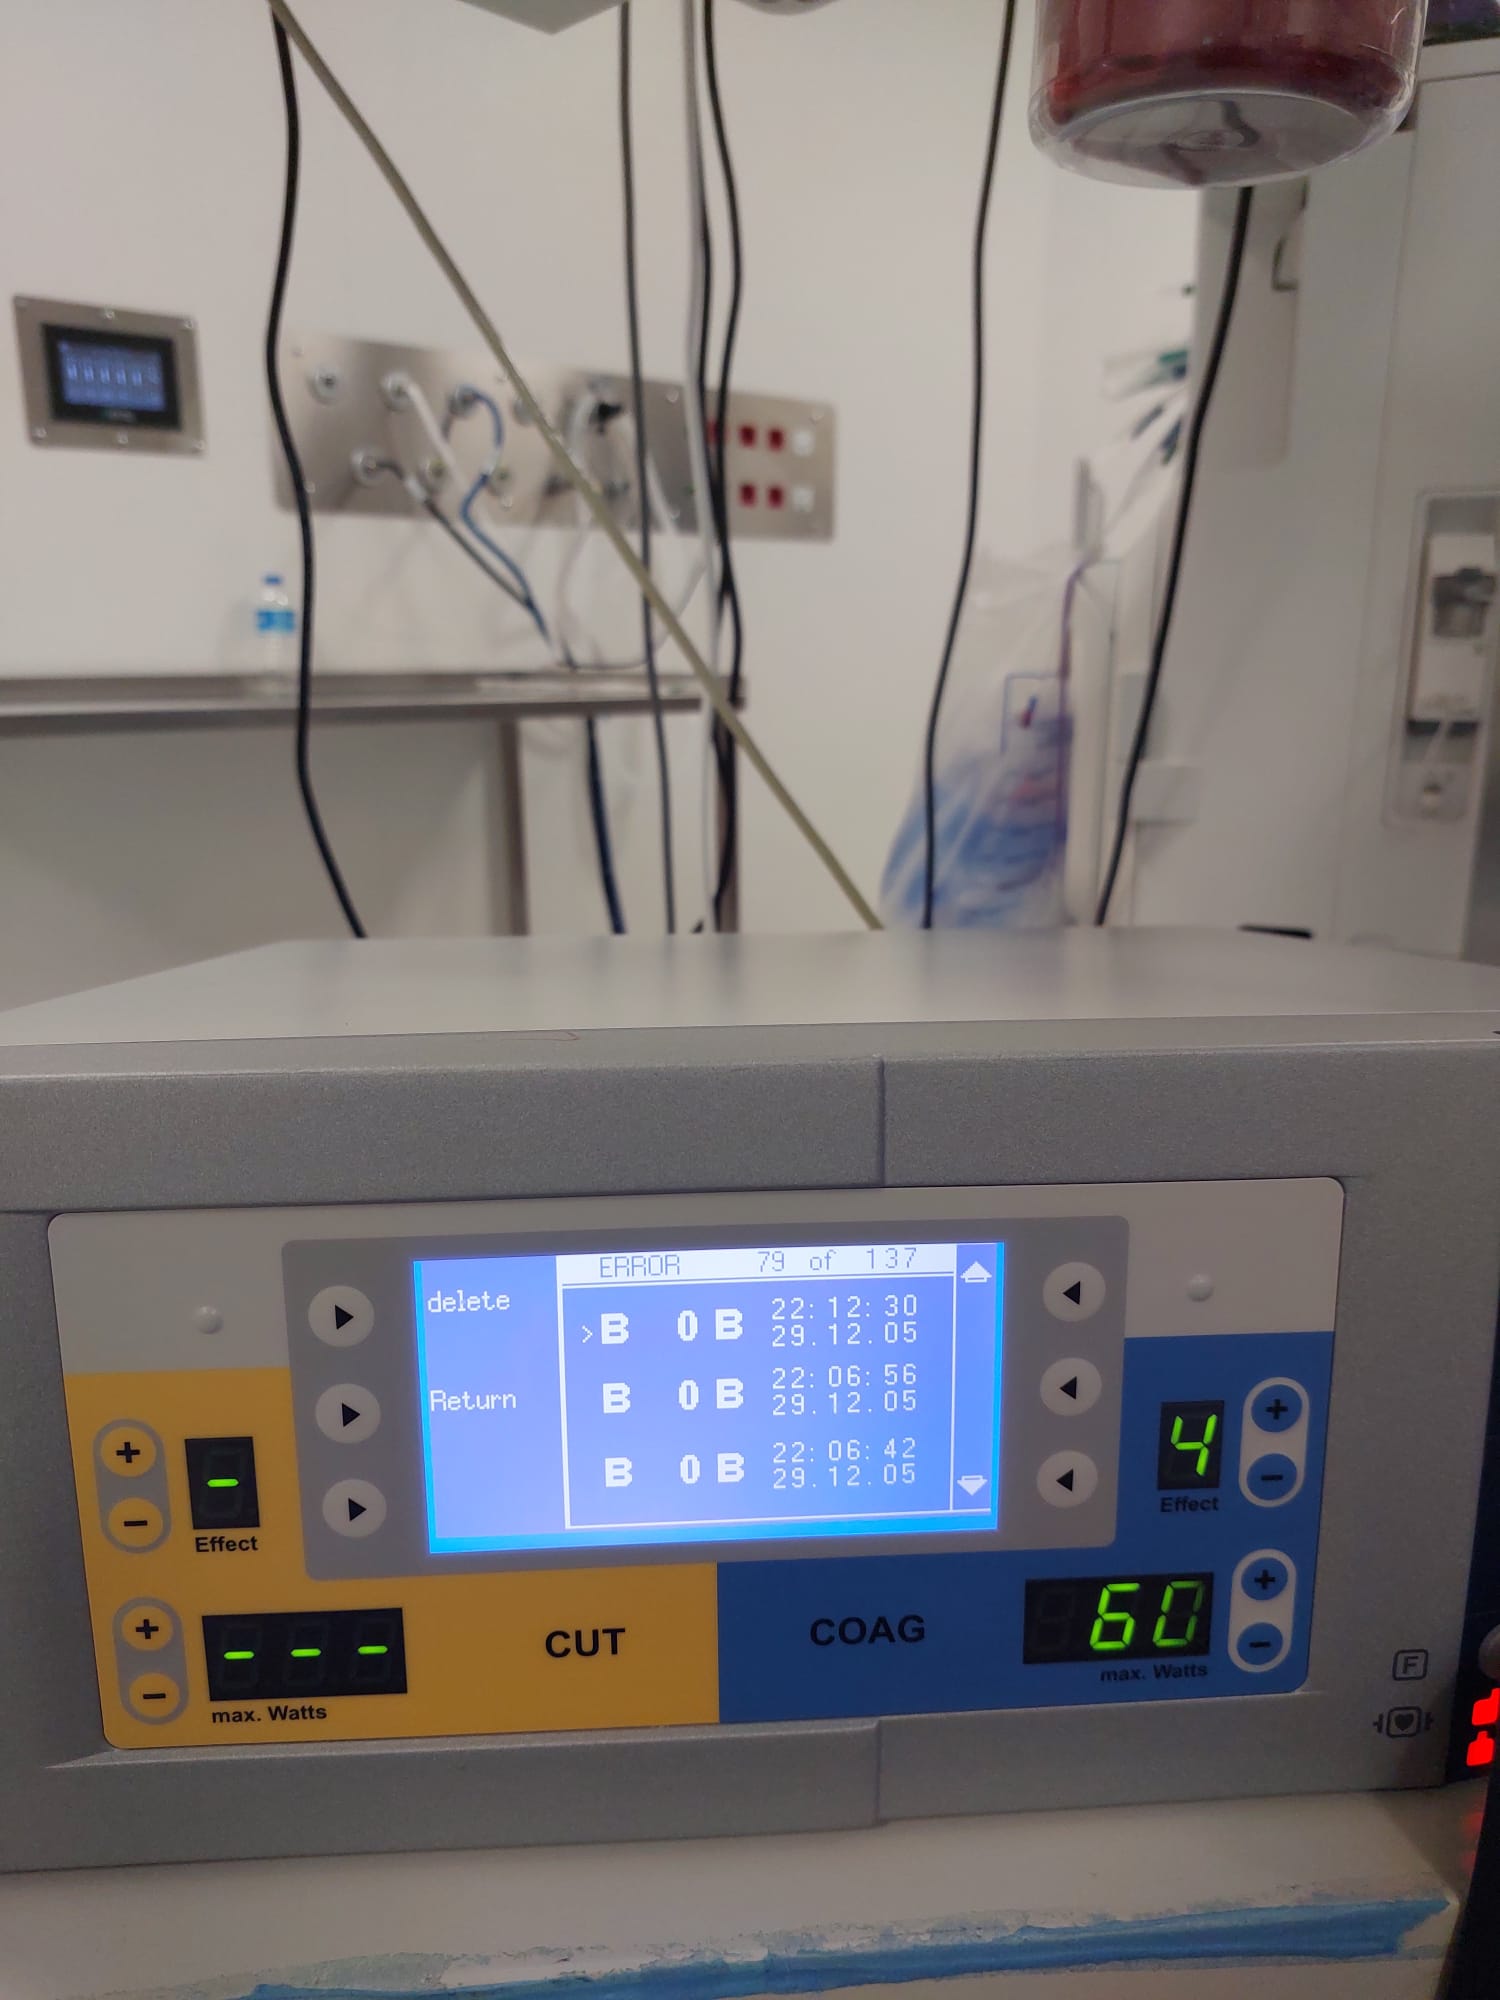 ERROR 79 of 137
delete
>B 0 B 22:12:30
29.12.05
Return
B 0 B 22:06:56
29.12.05
B 0 B 22:06:42
29.12.05
+
-
-
Effect
4
Effect
+
-
+
-
- - -
max. Watts
CUT
COAG
60
max. Watts
+
-
F